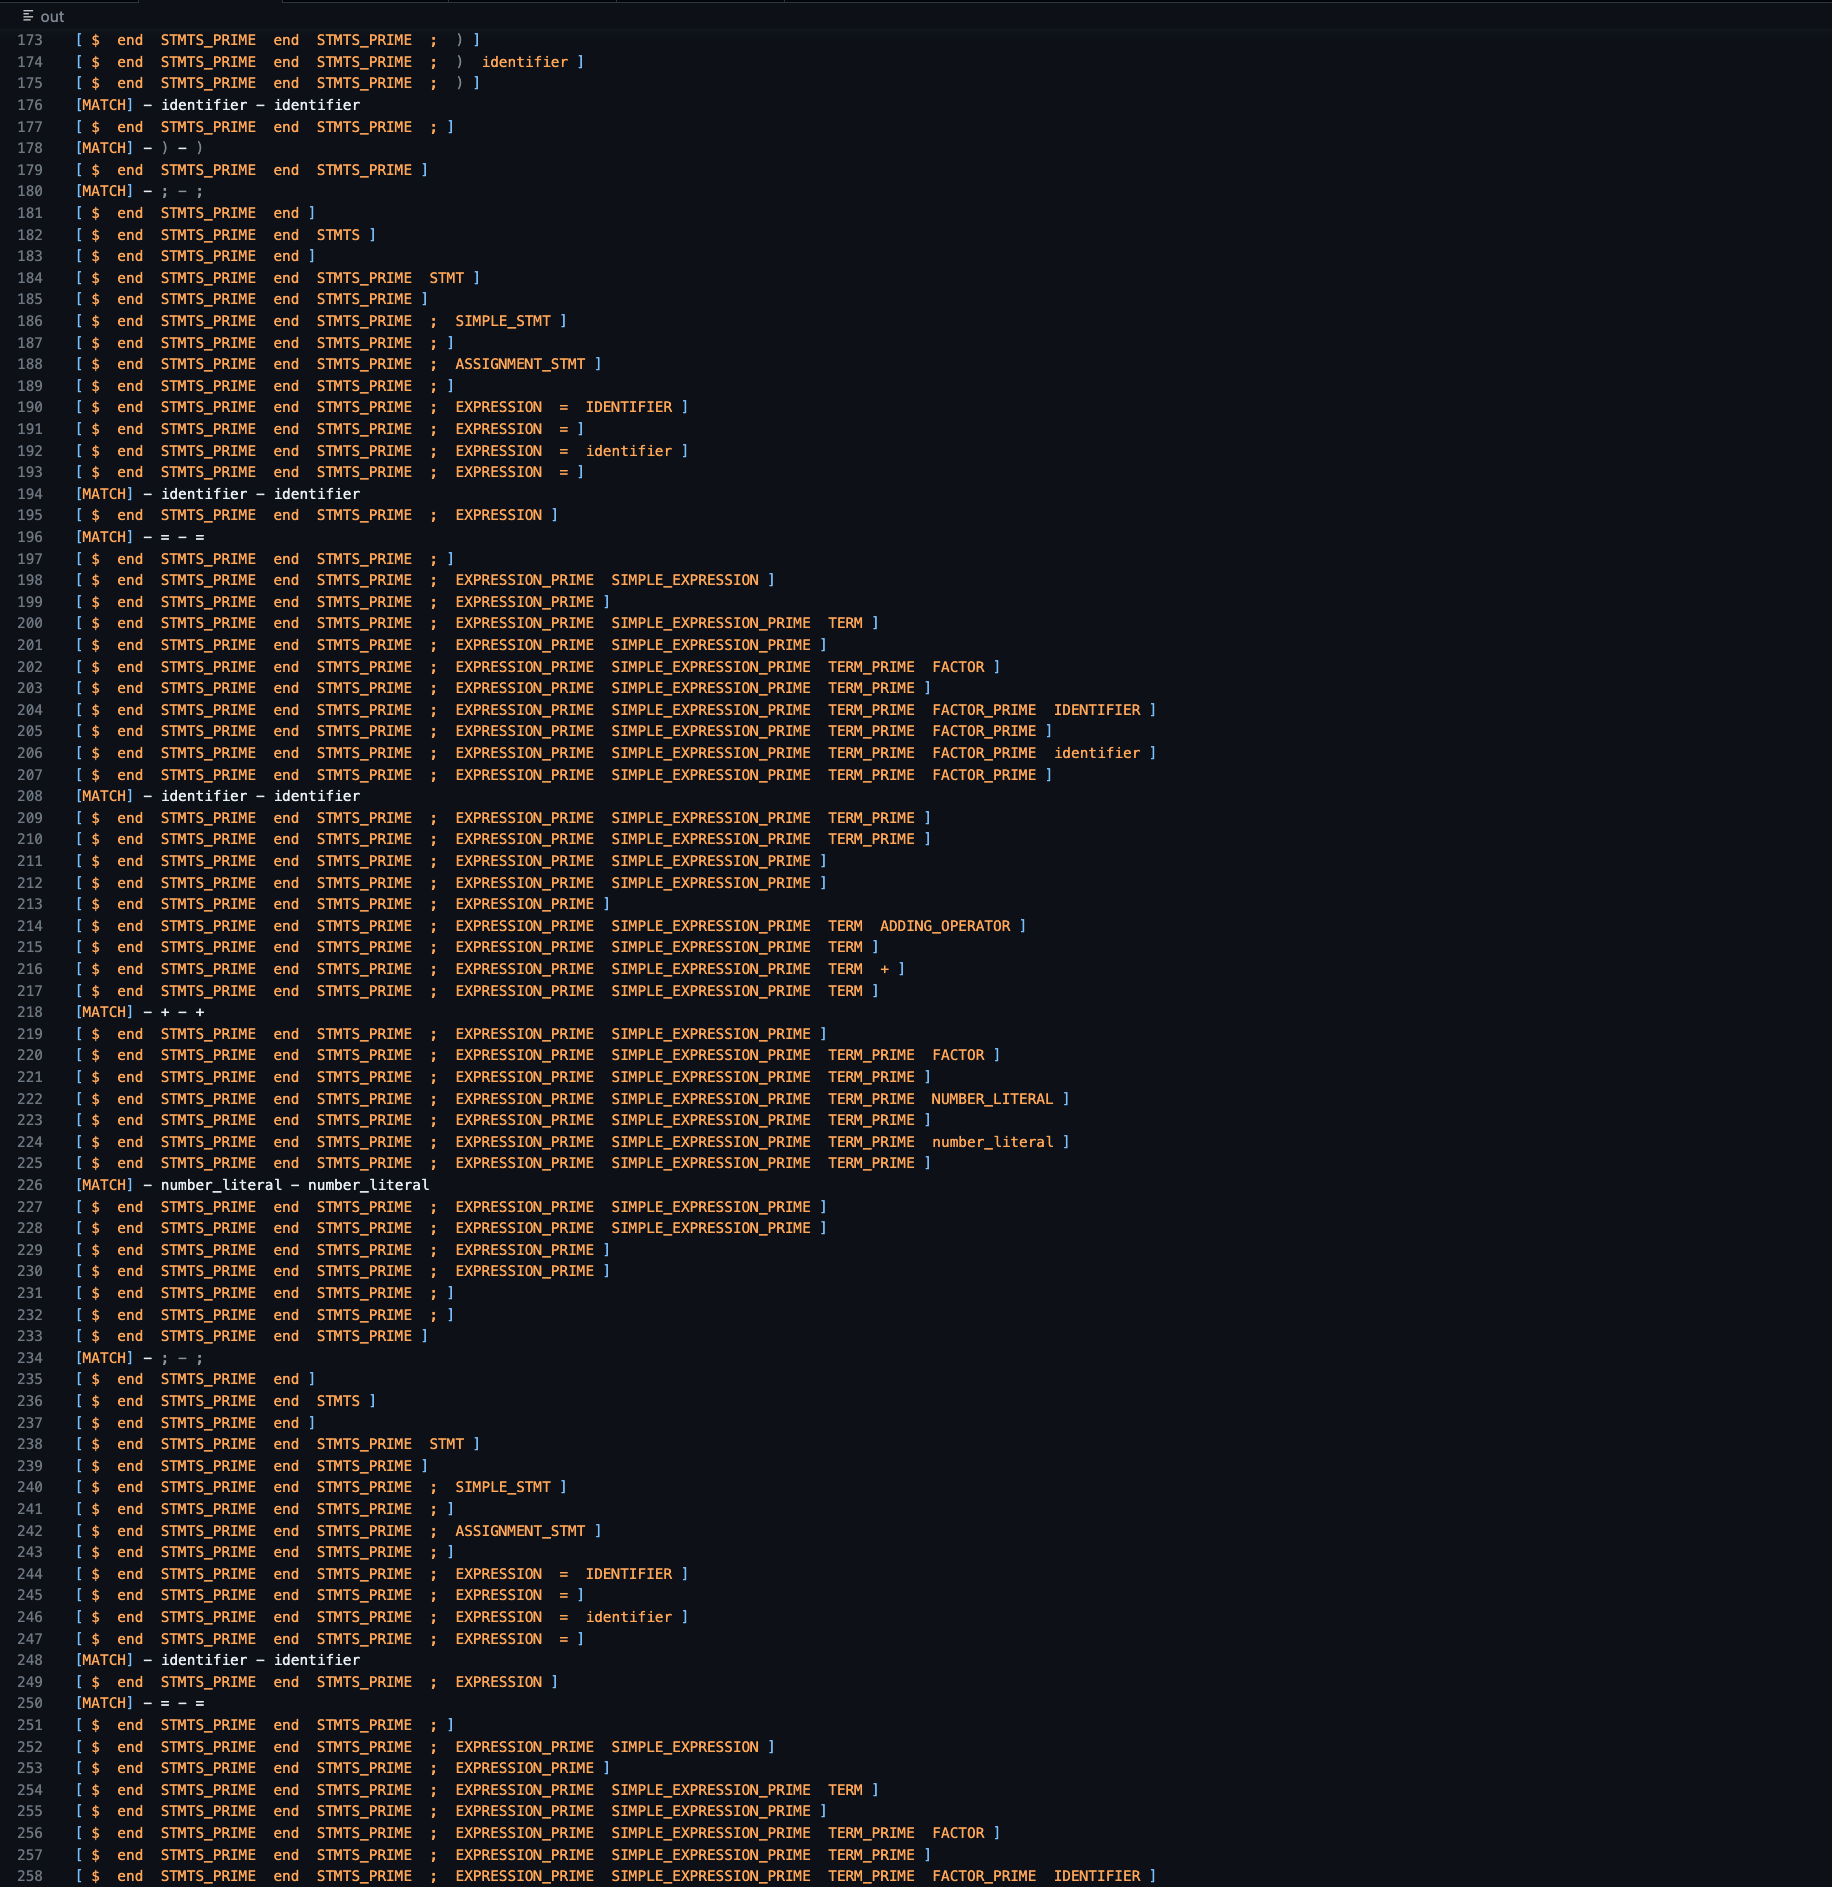 out
173 [ $ end STMTS_PRIME end STMTS_PRIME ; ) ]
174 [ $ end STMTS_PRIME end STMTS_PRIME ; ) identifier ]
175 [ $ end STMTS_PRIME end STMTS_PRIME ; ) ]
176 [MATCH] - identifier - identifier
177 [ $ end STMTS_PRIME end STMTS_PRIME ; ]
178 [MATCH] - ) - )
179 [ $ end STMTS_PRIME end STMTS_PRIME ]
180 [MATCH] - ; - ;
181 [ $ end STMTS_PRIME end ]
182 [ $ end STMTS_PRIME end STMTS ]
183 [ $ end STMTS_PRIME end ]
184 [ $ end STMTS_PRIME end STMTS_PRIME STMT ]
185 [ $ end STMTS_PRIME end STMTS_PRIME ]
186 [ $ end STMTS_PRIME end STMTS_PRIME ; SIMPLE_STMT ]
187 [ $ end STMTS_PRIME end STMTS_PRIME ; ]
188 [ $ end STMTS_PRIME end STMTS_PRIME ; ASSIGNMENT_STMT ]
189 [ $ end STMTS_PRIME end STMTS_PRIME ; ]
190 [ $ end STMTS_PRIME end STMTS_PRIME ; EXPRESSION = IDENTIFIER ]
191 [ $ end STMTS_PRIME end STMTS_PRIME ; EXPRESSION = ]
192 [ $ end STMTS_PRIME end STMTS_PRIME ; EXPRESSION = identifier ]
193 [ $ end STMTS_PRIME end STMTS_PRIME ; EXPRESSION = ]
194 [MATCH] - identifier - identifier
195 [ $ end STMTS_PRIME end STMTS_PRIME ; EXPRESSION ]
196 [MATCH] - = - =
197 [ $ end STMTS_PRIME end STMTS_PRIME ; ]
198 [ $ end STMTS_PRIME end STMTS_PRIME ; EXPRESSION_PRIME SIMPLE_EXPRESSION ]
199 [ $ end STMTS_PRIME end STMTS_PRIME ; EXPRESSION_PRIME ]
200 [ $ end STMTS_PRIME end STMTS_PRIME ; EXPRESSION_PRIME SIMPLE_EXPRESSION_PRIME TERM ]
201 [ $ end STMTS_PRIME end STMTS_PRIME ; EXPRESSION_PRIME SIMPLE_EXPRESSION_PRIME ]
202 [ $ end STMTS_PRIME end STMTS_PRIME ; EXPRESSION_PRIME SIMPLE_EXPRESSION_PRIME TERM_PRIME FACTOR ]
203 [ $ end STMTS_PRIME end STMTS_PRIME ; EXPRESSION_PRIME SIMPLE_EXPRESSION_PRIME TERM_PRIME ]
204 [ $ end STMTS_PRIME end STMTS_PRIME ; EXPRESSION_PRIME SIMPLE_EXPRESSION_PRIME TERM_PRIME FACTOR_PRIME IDENTIFIER ]
205 [ $ end STMTS_PRIME end STMTS_PRIME ; EXPRESSION_PRIME SIMPLE_EXPRESSION_PRIME TERM_PRIME FACTOR_PRIME ]
206 [ $ end STMTS_PRIME end STMTS_PRIME ; EXPRESSION_PRIME SIMPLE_EXPRESSION_PRIME TERM_PRIME FACTOR_PRIME identifier ]
207 [ $ end STMTS_PRIME end STMTS_PRIME ; EXPRESSION_PRIME SIMPLE_EXPRESSION_PRIME TERM_PRIME FACTOR_PRIME ]
208 [MATCH] - identifier - identifier
209 [ $ end STMTS_PRIME end STMTS_PRIME ; EXPRESSION_PRIME SIMPLE_EXPRESSION_PRIME TERM_PRIME ]
210 [ $ end STMTS_PRIME end STMTS_PRIME ; EXPRESSION_PRIME SIMPLE_EXPRESSION_PRIME TERM_PRIME ]
211 [ $ end STMTS_PRIME end STMTS_PRIME ; EXPRESSION_PRIME SIMPLE_EXPRESSION_PRIME ]
212 [ $ end STMTS_PRIME end STMTS_PRIME ; EXPRESSION_PRIME SIMPLE_EXPRESSION_PRIME ]
213 [ $ end STMTS_PRIME end STMTS_PRIME ; EXPRESSION_PRIME ]
214 [ $ end STMTS_PRIME end STMTS_PRIME ; EXPRESSION_PRIME SIMPLE_EXPRESSION_PRIME TERM ADDING_OPERATOR ]
215 [ $ end STMTS_PRIME end STMTS_PRIME ; EXPRESSION_PRIME SIMPLE_EXPRESSION_PRIME TERM ]
216 [ $ end STMTS_PRIME end STMTS_PRIME ; EXPRESSION_PRIME SIMPLE_EXPRESSION_PRIME TERM + ]
217 [ $ end STMTS_PRIME end STMTS_PRIME ; EXPRESSION_PRIME SIMPLE_EXPRESSION_PRIME TERM ]
218 [MATCH] - + - +
219 [ $ end STMTS_PRIME end STMTS_PRIME ; EXPRESSION_PRIME SIMPLE_EXPRESSION_PRIME ]
220 [ $ end STMTS_PRIME end STMTS_PRIME ; EXPRESSION_PRIME SIMPLE_EXPRESSION_PRIME TERM_PRIME FACTOR ]
221 [ $ end STMTS_PRIME end STMTS_PRIME ; EXPRESSION_PRIME SIMPLE_EXPRESSION_PRIME TERM_PRIME ]
222 [ $ end STMTS_PRIME end STMTS_PRIME ; EXPRESSION_PRIME SIMPLE_EXPRESSION_PRIME TERM_PRIME NUMBER_LITERAL ]
223 [ $ end STMTS_PRIME end STMTS_PRIME ; EXPRESSION_PRIME SIMPLE_EXPRESSION_PRIME TERM_PRIME ]
224 [ $ end STMTS_PRIME end STMTS_PRIME ; EXPRESSION_PRIME SIMPLE_EXPRESSION_PRIME TERM_PRIME number_literal ]
225 [ $ end STMTS_PRIME end STMTS_PRIME ; EXPRESSION_PRIME SIMPLE_EXPRESSION_PRIME TERM_PRIME ]
226 [MATCH] - number_literal - number_literal
227 [ $ end STMTS_PRIME end STMTS_PRIME ; EXPRESSION_PRIME SIMPLE_EXPRESSION_PRIME ]
228 [ $ end STMTS_PRIME end STMTS_PRIME ; EXPRESSION_PRIME SIMPLE_EXPRESSION_PRIME ]
229 [ $ end STMTS_PRIME end STMTS_PRIME ; EXPRESSION_PRIME ]
230 [ $ end STMTS_PRIME end STMTS_PRIME ; EXPRESSION_PRIME ]
231 [ $ end STMTS_PRIME end STMTS_PRIME ; ]
232 [ $ end STMTS_PRIME end STMTS_PRIME ; ]
233 [ $ end STMTS_PRIME end STMTS_PRIME ]
234 [MATCH] - ; - ;
235 [ $ end STMTS_PRIME end ]
236 [ $ end STMTS_PRIME end STMTS ]
237 [ $ end STMTS_PRIME end ]
238 [ $ end STMTS_PRIME end STMTS_PRIME STMT ]
239 [ $ end STMTS_PRIME end STMTS_PRIME ]
240 [ $ end STMTS_PRIME end STMTS_PRIME ; SIMPLE_STMT ]
241 [ $ end STMTS_PRIME end STMTS_PRIME ; ]
242 [ $ end STMTS_PRIME end STMTS_PRIME ; ASSIGNMENT_STMT ]
243 [ $ end STMTS_PRIME end STMTS_PRIME ; ]
244 [ $ end STMTS_PRIME end STMTS_PRIME ; EXPRESSION = IDENTIFIER ]
245 [ $ end STMTS_PRIME end STMTS_PRIME ; EXPRESSION = ]
246 [ $ end STMTS_PRIME end STMTS_PRIME ; EXPRESSION = identifier ]
247 [ $ end STMTS_PRIME end STMTS_PRIME ; EXPRESSION = ]
248 [MATCH] - identifier - identifier
249 [ $ end STMTS_PRIME end STMTS_PRIME ; EXPRESSION ]
250 [MATCH] - = - =
251 [ $ end STMTS_PRIME end STMTS_PRIME ; ]
252 [ $ end STMTS_PRIME end STMTS_PRIME ; EXPRESSION_PRIME SIMPLE_EXPRESSION ]
253 [ $ end STMTS_PRIME end STMTS_PRIME ; EXPRESSION_PRIME ]
254 [ $ end STMTS_PRIME end STMTS_PRIME ; EXPRESSION_PRIME SIMPLE_EXPRESSION_PRIME TERM ]
255 [ $ end STMTS_PRIME end STMTS_PRIME ; EXPRESSION_PRIME SIMPLE_EXPRESSION_PRIME ]
256 [ $ end STMTS_PRIME end STMTS_PRIME ; EXPRESSION_PRIME SIMPLE_EXPRESSION_PRIME TERM_PRIME FACTOR ]
257 [ $ end STMTS_PRIME end STMTS_PRIME ; EXPRESSION_PRIME SIMPLE_EXPRESSION_PRIME TERM_PRIME ]
258 [ $ end STMTS_PRIME end STMTS_PRIME ; EXPRESSION_PRIME SIMPLE_EXPRESSION_PRIME TERM_PRIME FACTOR_PRIME IDENTIFIER ]